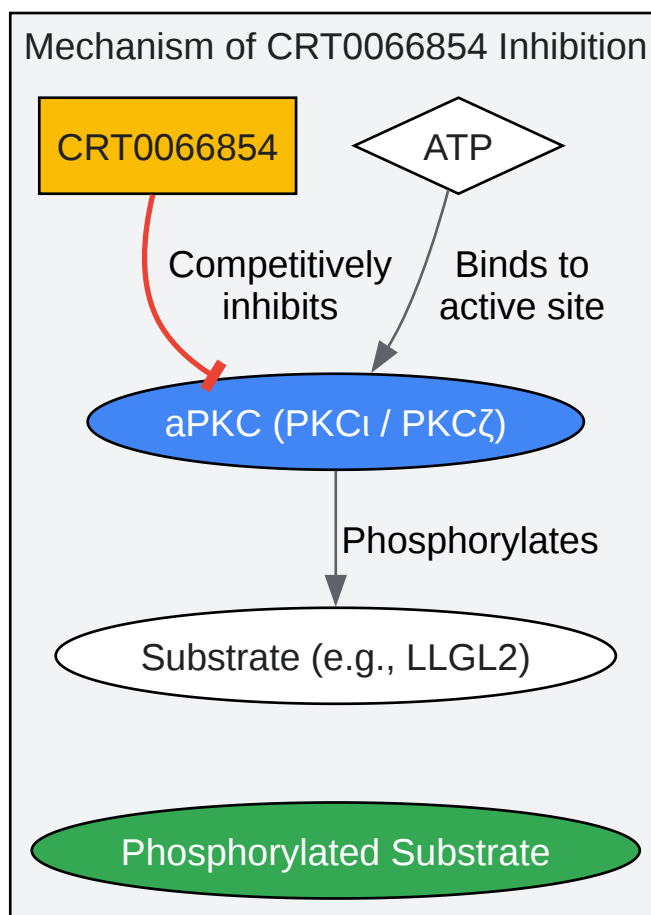 Mechanism of CRT0066854 Inhibition
CRT0066854
ATP
Competitively
inhibits
Binds to
active site
aPKC (PKCι / PKCζ)
Phosphorylates
Substrate (e.g., LLGL2)
Phosphorylated Substrate